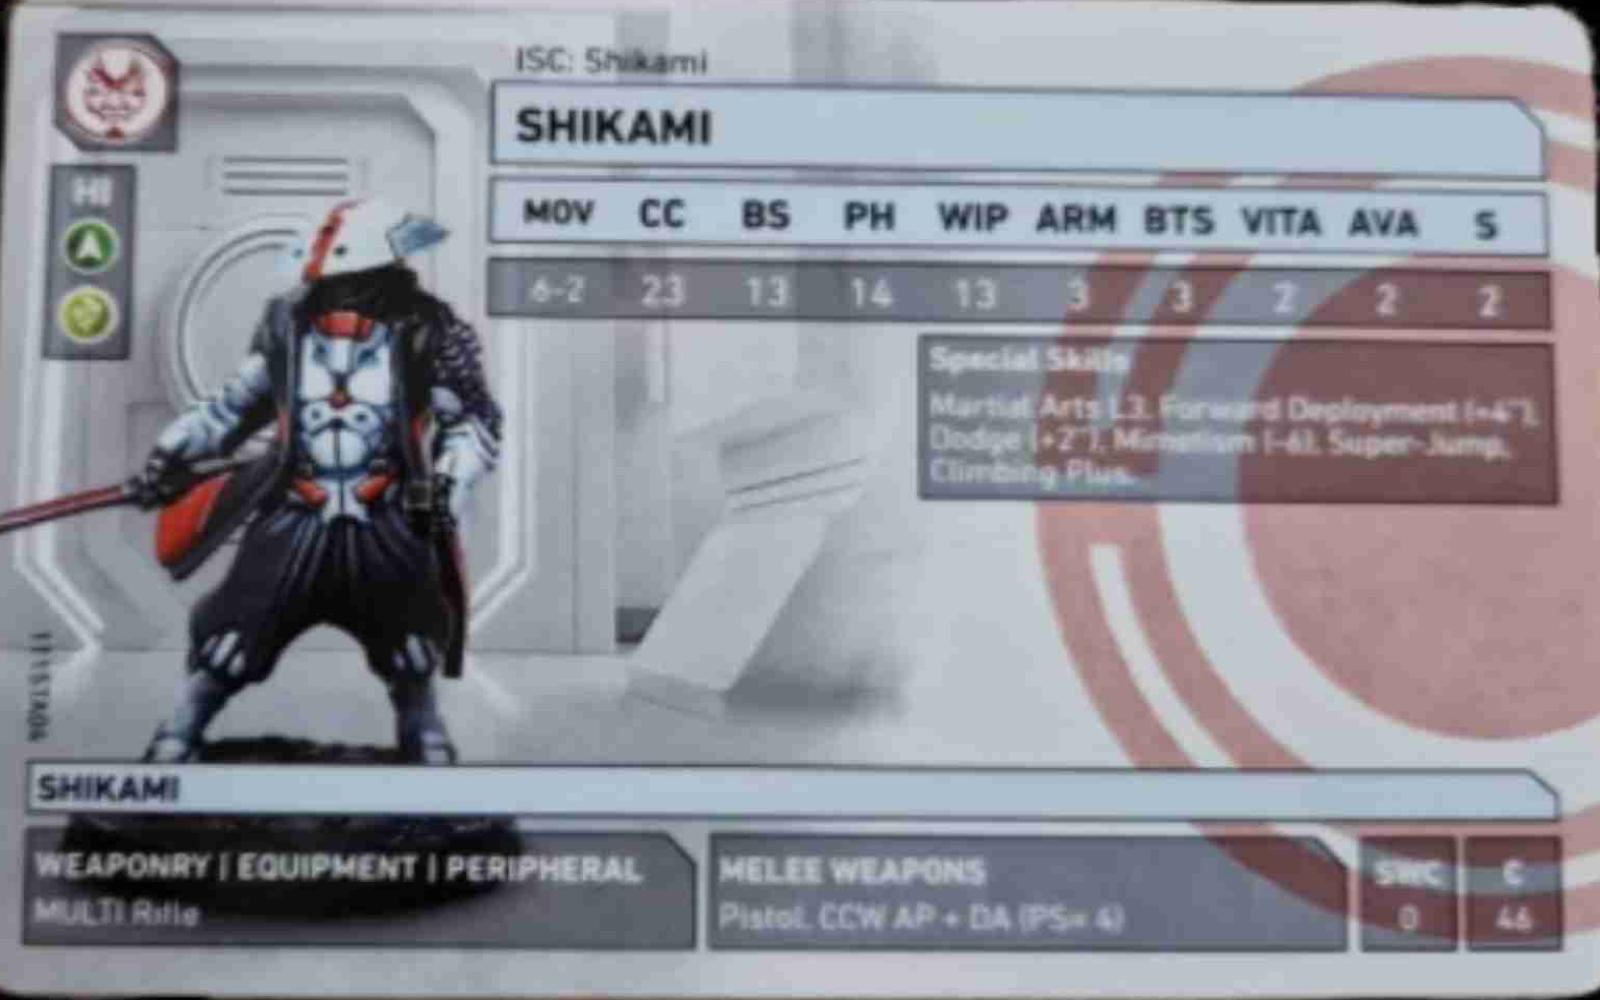 ISC: Shikami
SHIKAMI
HI
MOV CC BS PH WIP ARM BTS VITA AVA S
6-2 23 13 14 13 3 3 2 2 2
Special Skills
Martial Arts L3, Forward Deployment (+4"),
Dodge (+2"), Mimetism (-6), Super-Jump,
Climbing Plus.
SHIKAMI
WEAPONRY | EQUIPMENT | PERIPHERAL
MULTI Rifle
MELEE WEAPONS
Pistol, CCW AP + DA (PS= 4)
SWC
0
C
46